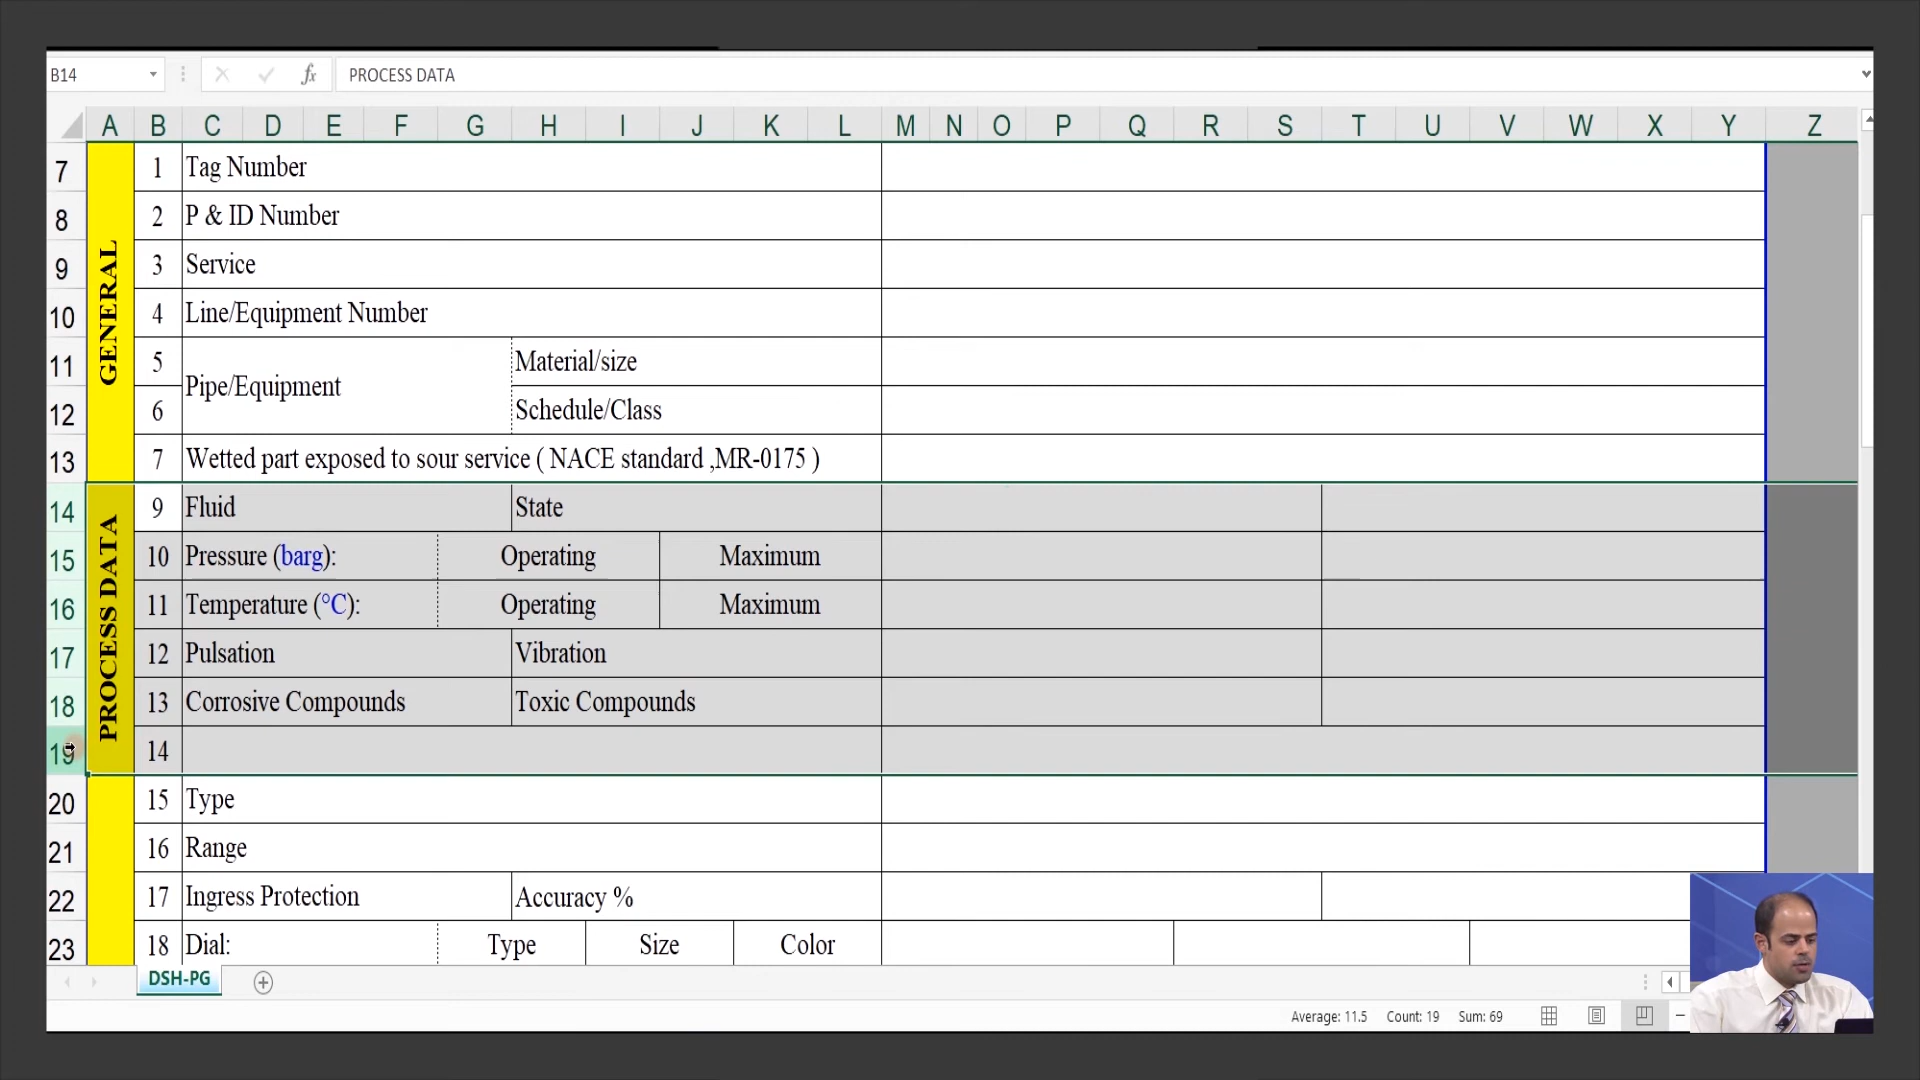 B14 fx PROCESS DATA
A B C D E F G H I J K L M N O P Q R S T U V W X Y Z
GENERAL
7 1 Tag Number
8 2 P & ID Number
9 3 Service
10 4 Line/Equipment Number
11 5 Pipe/Equipment Material/size
12 6 Schedule/Class
13 7 Wetted part exposed to sour service ( NACE standard ,MR-0175 )
PROCESS DATA
14 9 Fluid State
15 10 Pressure (barg): Operating Maximum
16 11 Temperature (°C): Operating Maximum
17 12 Pulsation Vibration
18 13 Corrosive Compounds Toxic Compounds
19 14
20 15 Type
21 16 Range
22 17 Ingress Protection Accuracy %
23 18 Dial: Type Size Color
DSH-PG
Average: 11.5 Count: 19 Sum: 69